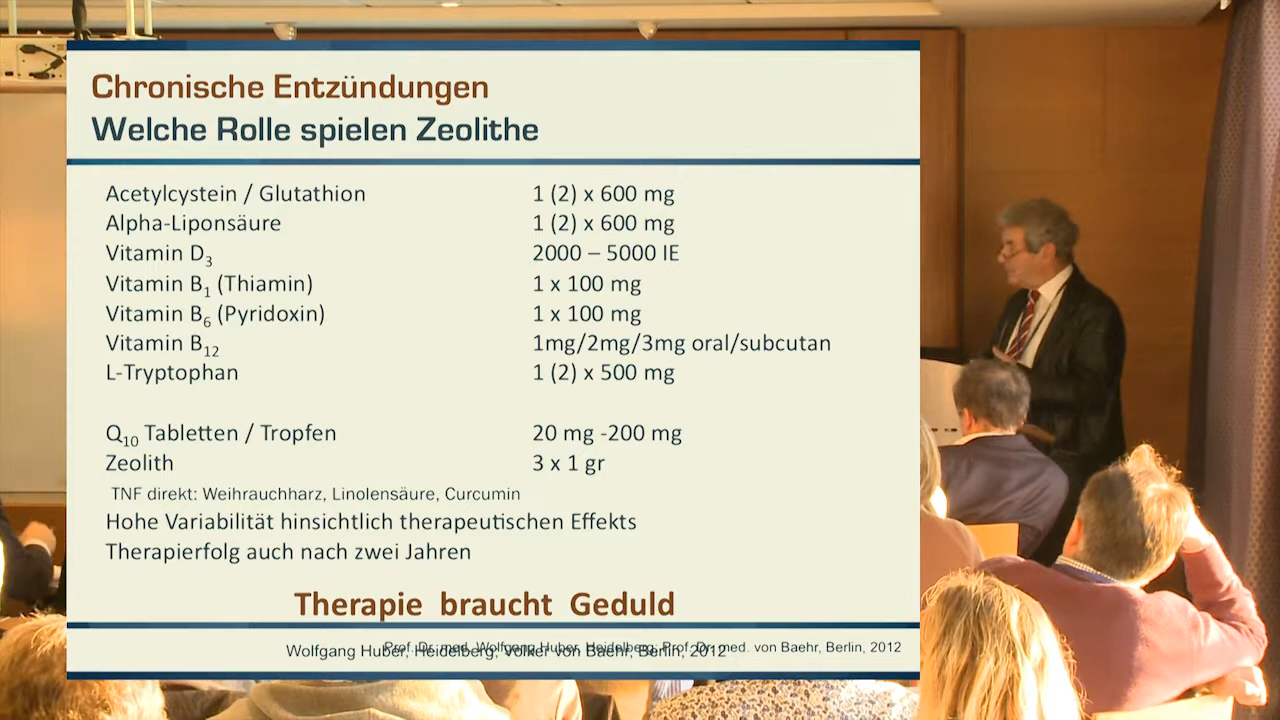 Chronische Entzündungen
Welche Rolle spielen Zeolithe
Acetylcystein / Glutathion 1 (2) x 600 mg
Alpha-Liponsäure 1 (2) x 600 mg
Vitamin D3 2000 – 5000 IE
Vitamin B1 (Thiamin) 1 x 100 mg
Vitamin B6 (Pyridoxin) 1 x 100 mg
Vitamin B12 1mg/2mg/3mg oral/subcutan
L-Tryptophan 1 (2) x 500 mg
Q10 Tabletten / Tropfen 20 mg -200 mg
Zeolith 3 x 1 gr
TNF direkt: Weihrauchharz, Linolensäure, Curcumin
Hohe Variabilität hinsichtlich therapeutischen Effekts
Therapierfolg auch nach zwei Jahren
Therapie braucht Geduld
Prof. Dr. med. Wolfgang Huber, Heidelberg, Prof. Dr. med. von Baehr, Berlin, 2012
Wolfgang Huber, Heidelberg, Volker von Baehr, Berlin, 2012